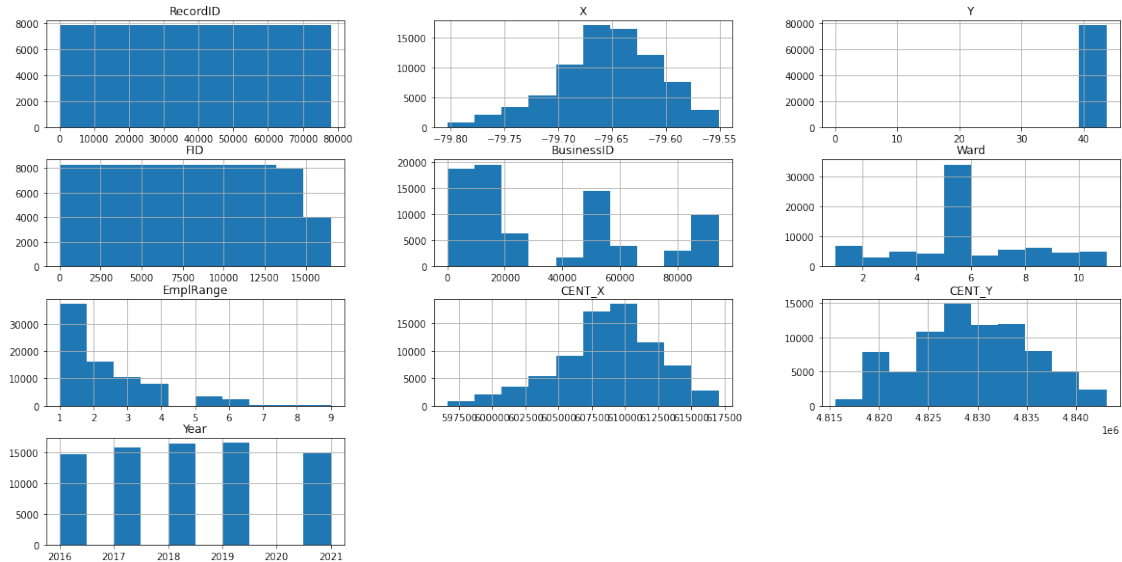 RecordID
8000
6000
4000
2000
0
0 10000 20000 30000 40000 50000 60000 70000 80000
X
15000
10000
5000
0
−79.80 −79.75 −79.70 −79.65 −79.60 −79.55
Y
80000
60000
40000
20000
0
0 10 20 30 40
FID
8000
6000
4000
2000
0
0 2500 5000 7500 10000 12500 15000
BusinessID
20000
15000
10000
5000
0
0 20000 40000 60000 80000
Ward
30000
20000
10000
0
2 4 6 8 10
EmplRange
30000
20000
10000
0
1 2 3 4 5 6 7 8 9
CENT_X
15000
10000
5000
0
597500 600000 602500 605000 607500 610000 612500 615000 617500
CENT_Y
15000
10000
5000
0
4.815 4.820 4.825 4.830 4.835 4.840
1e6
Year
15000
10000
5000
0
2016 2017 2018 2019 2020 2021